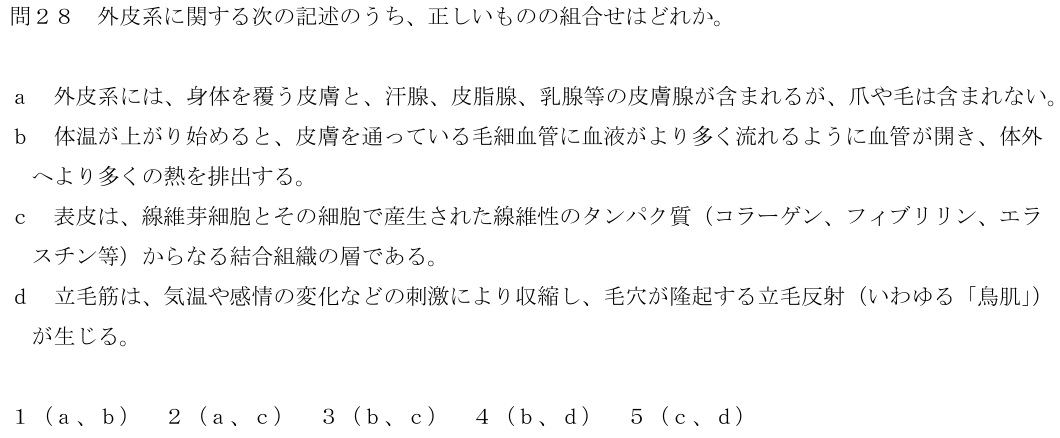 問２８　外皮系に関する次の記述のうち、正しいものの組合せはどれか。
ａ　外皮系には、身体を覆う皮膚と、汗腺、皮脂腺、乳腺等の皮膚腺が含まれるが、爪や毛は含まれない。
ｂ　体温が上がり始めると、皮膚を通っている毛細血管に血液がより多く流れるように血管が開き、体外
へより多くの熱を排出する。
ｃ　表皮は、線維芽細胞とその細胞で産生された線維性のタンパク質（コラーゲン、フィブリリン、エラ
スチン等）からなる結合組織の層である。
ｄ　立毛筋は、気温や感情の変化などの刺激により収縮し、毛穴が隆起する立毛反射（いわゆる「鳥肌」）
が生じる。
１（ａ、ｂ）　２（ａ、ｃ）　３（ｂ、ｃ）　４（ｂ、ｄ）　５（ｃ、ｄ）